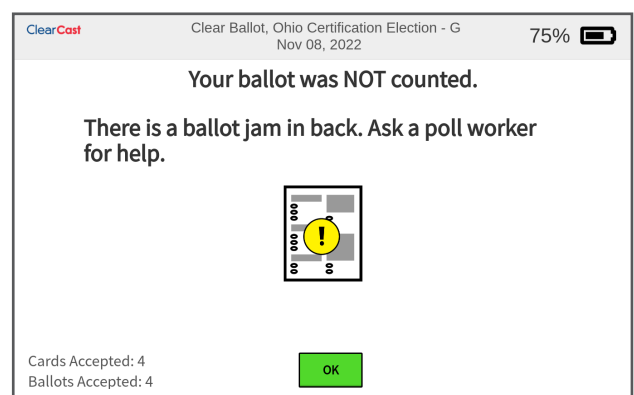 ClearCast
Clear Ballot, Ohio Certification Election - G
Nov 08, 2022
75%
Your ballot was NOT counted.
There is a ballot jam in back. Ask a poll worker
for help.
!
Cards Accepted: 4
Ballots Accepted: 4
OK